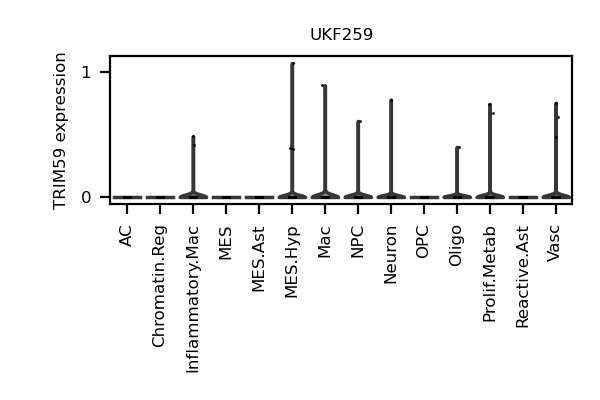 UKF259
TRIM59 expression
1
0
AC
Chromatin.Reg
Inflammatory.Mac
MES
MES.Ast
MES.Hyp
Mac
NPC
Neuron
OPC
Oligo
Prolif.Metab
Reactive.Ast
Vasc